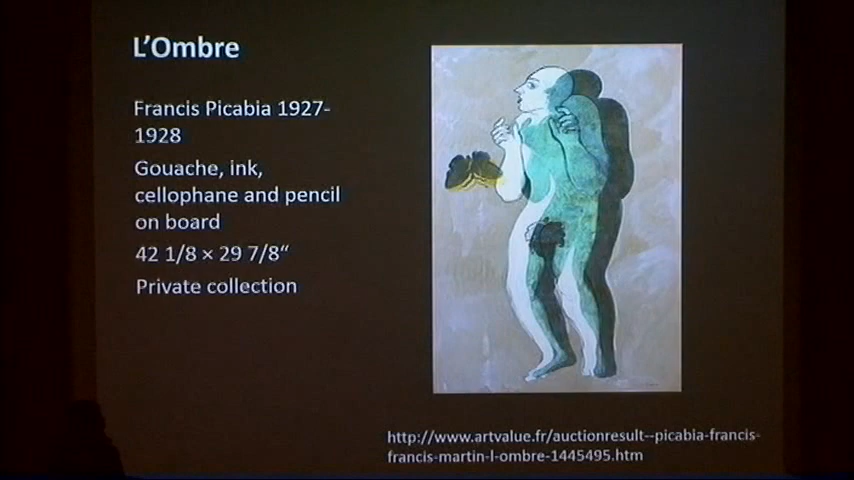 L'Ombre
Francis Picabia 1927-
1928
Gouache, ink,
cellophane and pencil
on board
42 1/8 × 29 7/8“
Private collection
http://www.artvalue.fr/auctionresult--picabia-francis-
francis-martin-l-ombre-1445495.htm